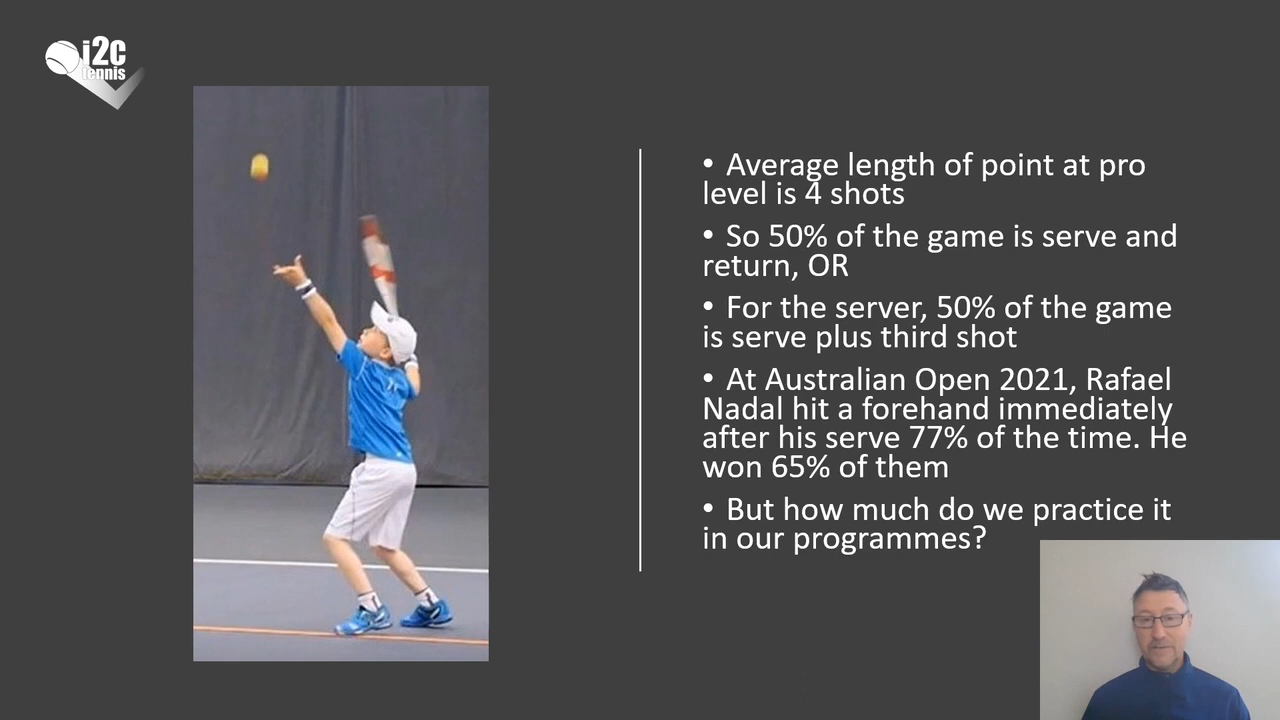 i2c
tennis
• Average length of point at pro
level is 4 shots
• So 50% of the game is serve and
return, OR
• For the server, 50% of the game
is serve plus third shot
• At Australian Open 2021, Rafael
Nadal hit a forehand immediately
after his serve 77% of the time. He
won 65% of them
• But how much do we practice it
in our programmes?